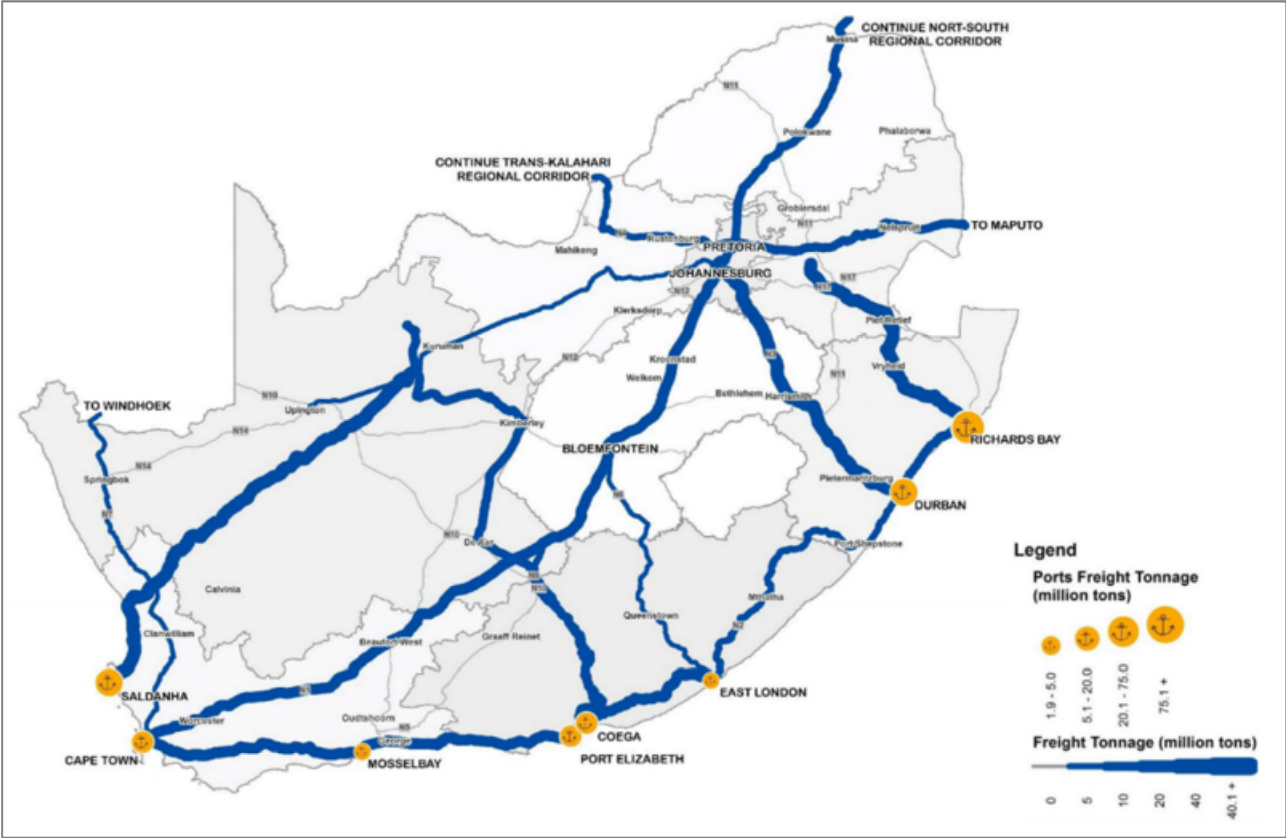 CONTINUE NORT-SOUTH
REGIONAL CORRIDOR
Musina
N11
Polokwane
Phalaborwa
CONTINUE TRANS-KALAHARI
REGIONAL CORRIDOR
Groblersdal
N11
TO MAPUTO
Nelspruit
Rustenburg
PRETORIA
Mahikeng
JOHANNESBURG
N17
N12
N11
Klerksdorp
Piet Retief
Kuruman
N3
N12
Kroonstad
Vryheid
Welkom
N11
Bethlehem
Harrismith
N10
TO WINDHOEK
Upington
Kimberley
N14
RICHARDS BAY
BLOEMFONTEIN
N14
Springbok
Pietermaritzburg
N6
DURBAN
N7
N10
De Aar
Port Shepstone
Legend
N9
N10
Ports Freight Tonnage
(million tons)
Calvinia
Mthatha
Queenstown
N2
Clanwilliam
Graaff Reinet
Beaufort West
1.9 - 5.0
5.1 - 20.0
20.1 - 75.0
75.1 +
SALDANHA
N1
EAST LONDON
Worcester
Oudtshoorn
N9
COEGA
George
Freight Tonnage (million tons)
CAPE TOWN
MOSSELBAY
PORT ELIZABETH
0
5
10
20
40
40.1 +